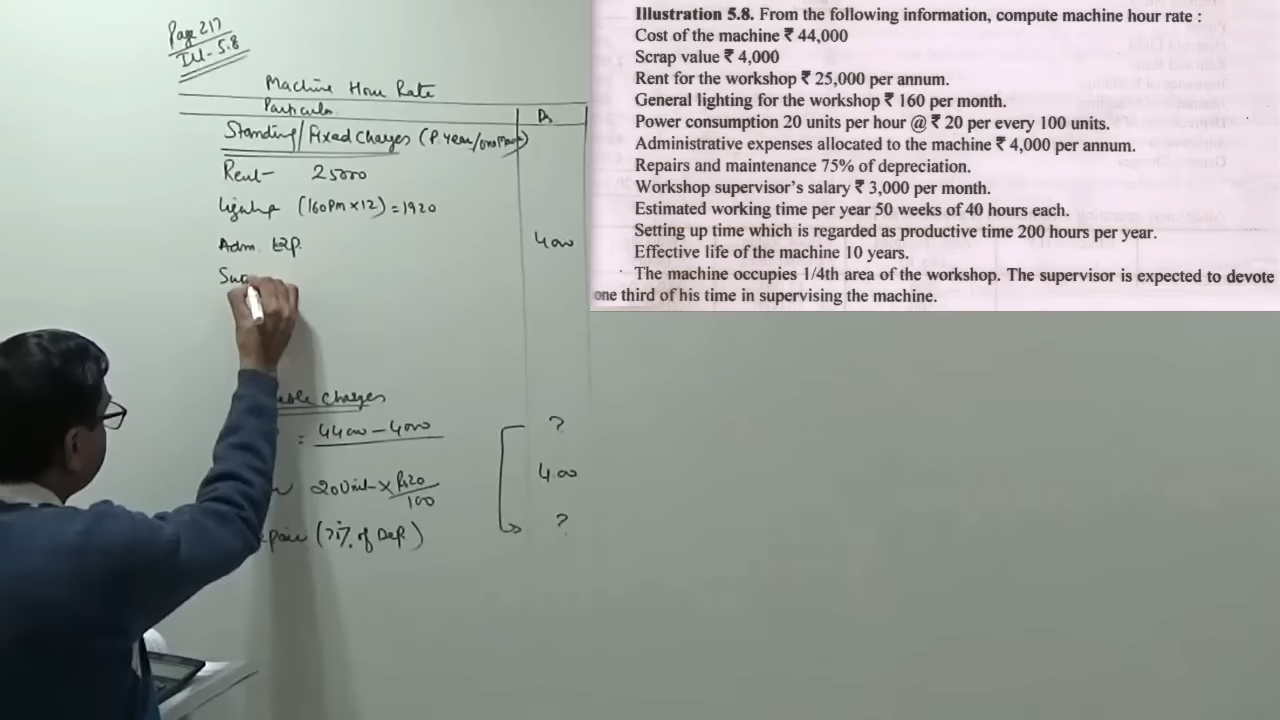 Page 217
Ill-5.8
Machine Hour Rate
Particulars
Rs
Standing/Fixed Charges (P. Year/one Mach)
Rent- 25000
Lighting (160PM×12) = 1920
Adm. Exp. 4000
Sup
able Charges
= 44000 - 4000 ?
20 Unit × Rs20/100 4.00
epair (75% of Dep.) ?
Illustration 5.8. From the following information, compute machine hour rate :
Cost of the machine ₹ 44,000
Scrap value ₹ 4,000
Rent for the workshop ₹ 25,000 per annum.
General lighting for the workshop ₹ 160 per month.
Power consumption 20 units per hour @ ₹ 20 per every 100 units.
Administrative expenses allocated to the machine ₹ 4,000 per annum.
Repairs and maintenance 75% of depreciation.
Workshop supervisor's salary ₹ 3,000 per month.
Estimated working time per year 50 weeks of 40 hours each.
Setting up time which is regarded as productive time 200 hours per year.
Effective life of the machine 10 years.
The machine occupies 1/4th area of the workshop. The supervisor is expected to devote
one third of his time in supervising the machine.